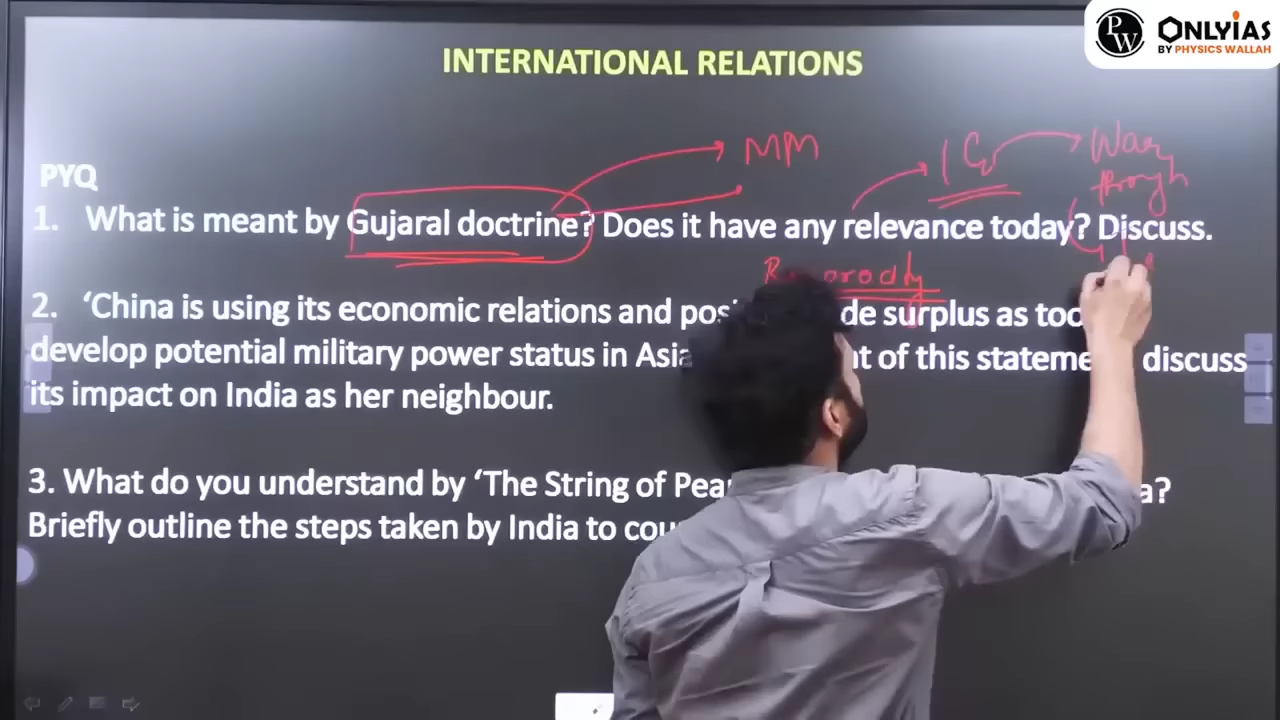 PW ONLYIAS
BY PHYSICS WALLAH
INTERNATIONAL RELATIONS
MM
PYQ
1. What is meant by Gujaral doctrine? Does it have any relevance today? Discuss.
2. ‘China is using its economic relations and pos de surplus as too
develop potential military power status in Asia t of this stateme discuss
its impact on India as her neighbour.
3. What do you understand by ‘The String of Pea a?
Briefly outline the steps taken by India to cou